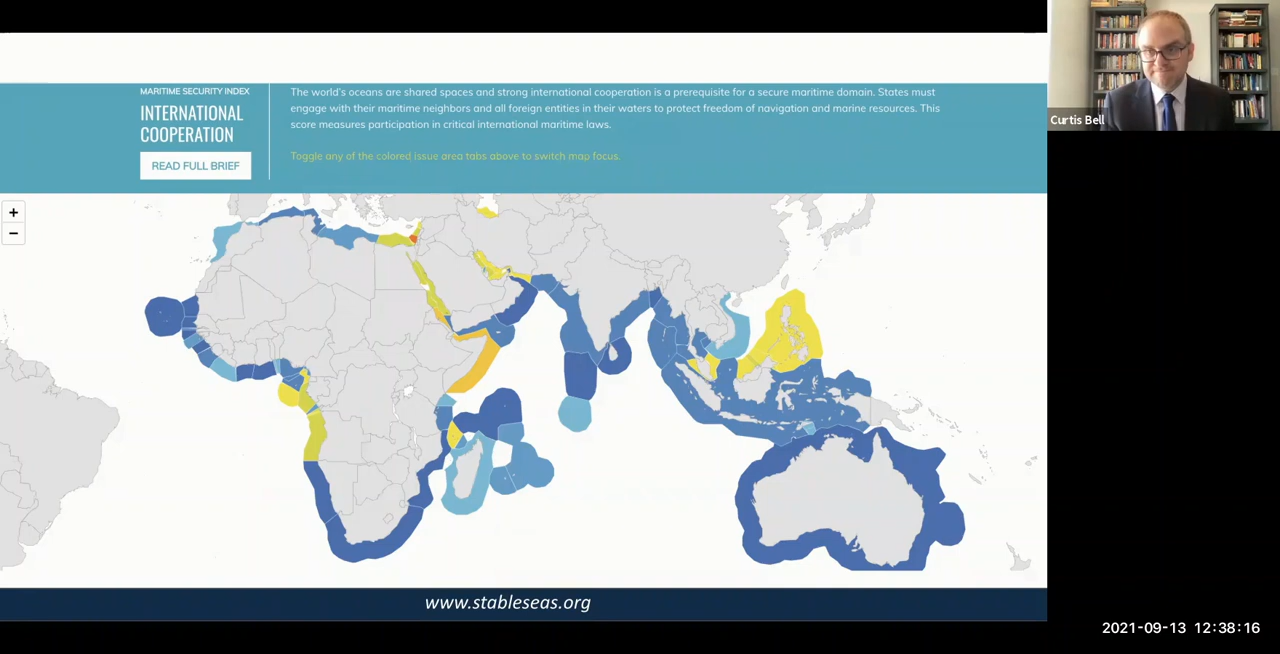 MARITIME SECURITY INDEX
INTERNATIONAL
COOPERATION
READ FULL BRIEF
The world's oceans are shared spaces and strong international cooperation is a prerequisite for a secure maritime domain. States must
engage with their maritime neighbors and all foreign entities in their waters to protect freedom of navigation and marine resources. This
score measures participation in critical international maritime laws.
Toggle any of the colored issue area tabs above to switch map focus.
+
−
www.stableseas.org
Curtis Bell
2021-09-13 12:38:16